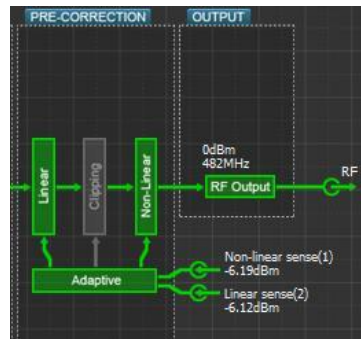 PRE-CORRECTION
OUTPUT
Linear
Clipping
Non-Linear
0dBm
482MHz
RF Output
RF
Adaptive
Non-linear sense(1)
-6.19dBm
Linear sense(2)
-6.12dBm